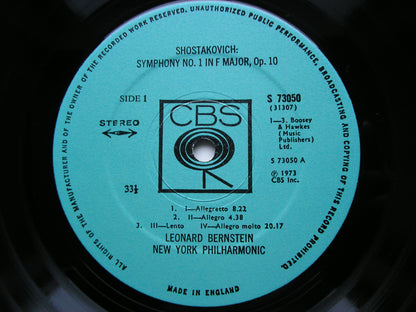 ALL RIGHTS OF THE MANUFACTURER AND OF THE OWNER OF THE RECORDED WORK RESERVED. UNAUTHORIZED PUBLIC PERFORMANCE, BROADCASTING AND COPYING OF THIS RECORD PROHIBITED.
SHOSTAKOVICH:
SYMPHONY NO. 1 IN F MAJOR, Op. 10
SIDE 1
S 73050
(31307)
CBS
STEREO
1—3. Boosey
& Hawkes
(Music
Publishers)
Ltd.
S 73050 A
33⅓
℗ 1973
CBS Inc.
1. I—Allegretto 8.22
2. II—Allegro 4.38
3. III—Lento IV—Allegro molto 20.17
LEONARD BERNSTEIN
NEW YORK PHILHARMONIC
MADE IN ENGLAND